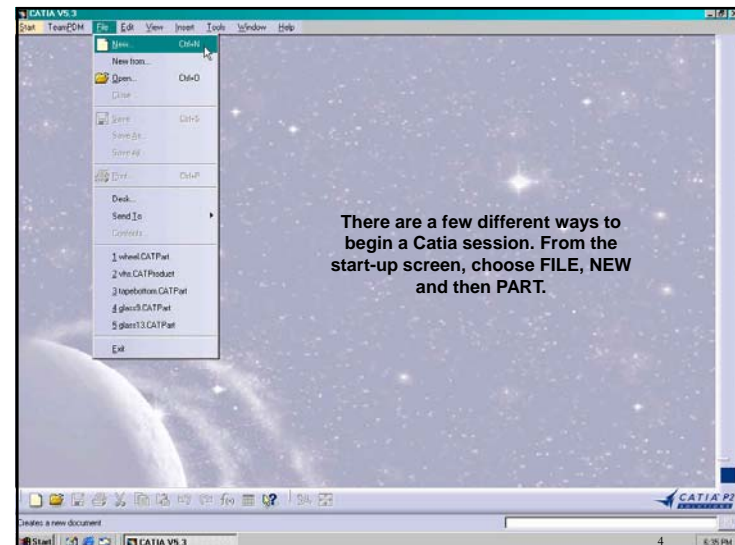 CATIA V5.3
Start TeamPDM File Edit View Insert Tools Window Help
New... Ctrl+N
New from...
Open... Ctrl+O
Close
Save Ctrl+S
Save As...
Save All
Print... Ctrl+P
Desk...
Send To
Contents...
1 wheel.CATPart
2 vhs.CATProduct
3 tapebottom.CATPart
4 glass9.CATPart
5 glass13.CATPart
Exit
There are a few different ways to
begin a Catia session. From the
start-up screen, choose FILE, NEW
and then PART.
CATIA P2
SOLUTIONS
Creates a new document
Start CATIA V5.3 4 6:35 PM